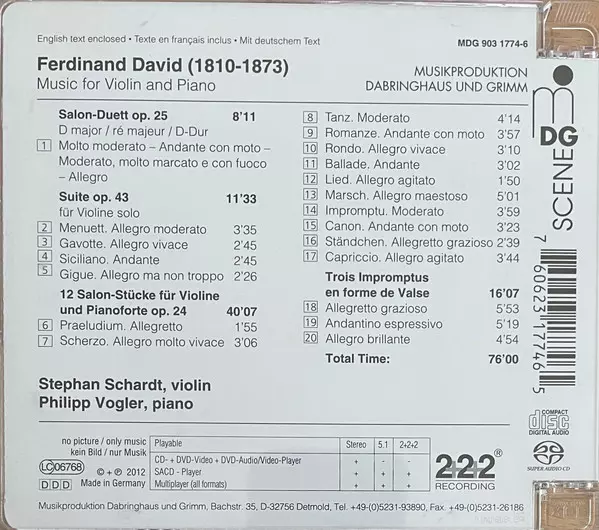 English text enclosed • Texte en français inclus • Mit deutschem Text
MDG 903 1774-6
Ferdinand David (1810-1873)
Music for Violin and Piano
MUSIKPRODUKTION
DABRINGHAUS UND GRIMM
Salon-Duett op. 25 8'11
D major / ré majeur / D-Dur
1 Molto moderato – Andante con moto –
Moderato, molto marcato e con fuoco
– Allegro
Suite op. 43 11'33
für Violine solo
2 Menuett. Allegro moderato 3'35
3 Gavotte. Allegro vivace 2'45
4 Siciliano. Andante 2'45
5 Gigue. Allegro ma non troppo 2'26
12 Salon-Stücke für Violine
und Pianoforte op. 24 40'07
6 Praeludium. Allegretto 1'55
7 Scherzo. Allegro molto vivace 3'06
8 Tanz. Moderato 4'14
9 Romanze. Andante con moto 3'57
10 Rondo. Allegro vivace 3'10
11 Ballade. Andante 3'02
12 Lied. Allegro agitato 1'50
13 Marsch. Allegro maestoso 5'01
14 Impromptu. Moderato 3'59
15 Canon. Andante con moto 3'23
16 Ständchen. Allegretto grazioso 2'39
17 Capriccio. Allegro agitato 3'44
Trois Impromptus
en forme de Valse 16'07
18 Allegretto grazioso 5'53
19 Andantino espressivo 5'19
20 Allegro brillante 4'54
Total Time: 76'00
Stephan Schardt, violin
Philipp Vogler, piano
DG
SCENE
7 60623 17746 5
COMPACT
disc
DIGITAL AUDIO
SUPER AUDIO CD
no picture / only music
kein Bild / nur Musik
LC 06768
© + ℗ 2012
DDD
Made in Germany
Playable Stereo 5.1 2+2+2
CD- + DVD-Video + DVD-Audio/Video-Player + - -
SACD - Player + + +
Multiplayer (all formats) + + +
2+2+2®
RECORDING
Musikproduktion Dabringhaus und Grimm, Bachstr. 35, D-32756 Detmold, Tel. +49-(0)5231-93890, Fax: +49-(0)5231-26186